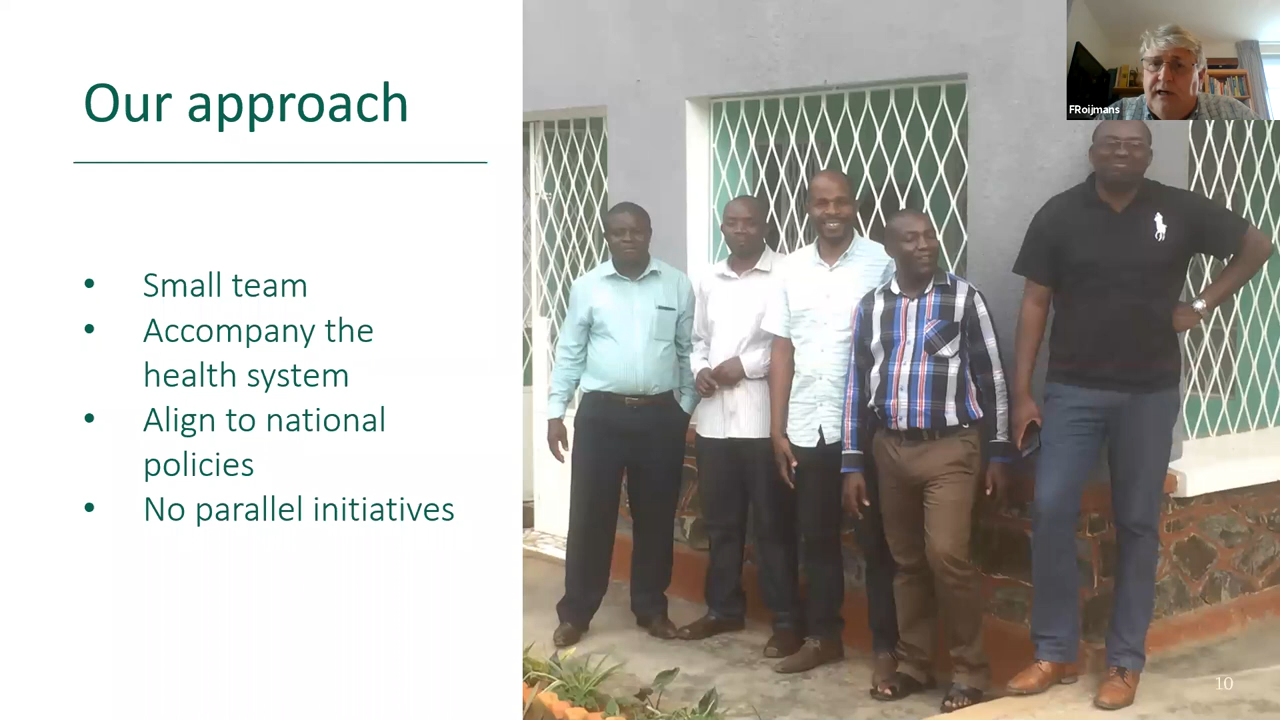 Our approach
FRoijmans
• Small team
• Accompany the
health system
• Align to national
policies
• No parallel initiatives
10